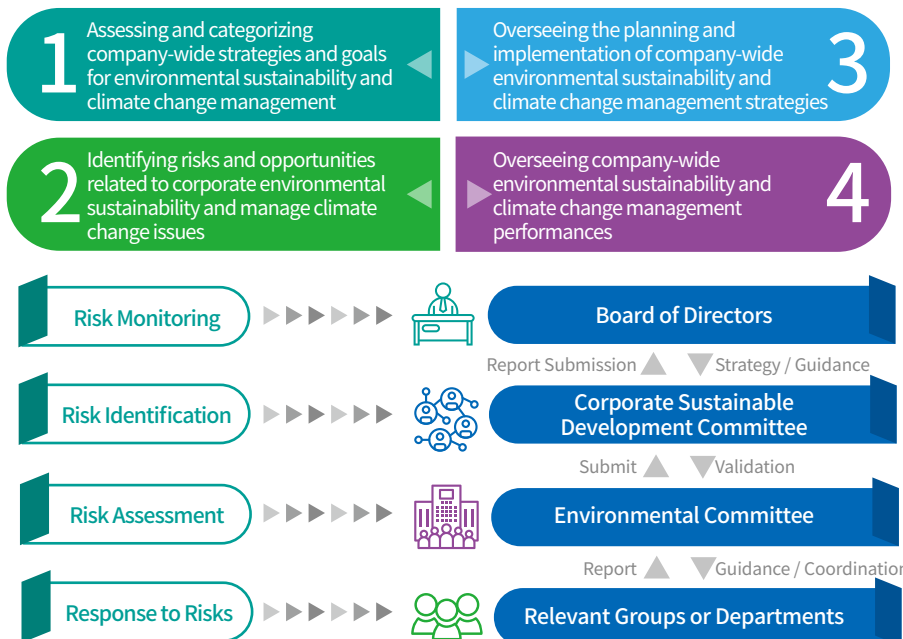 1
Assessing and categorizing
company-wide strategies and goals
for environmental sustainability and
climate change management
Overseeing the planning and
implementation of company-wide
environmental sustainability and
climate change management strategies
3
2
Identifying risks and opportunities
related to corporate environmental
sustainability and manage climate
change issues
Overseeing company-wide
environmental sustainability and
climate change management
performances
4
Risk Monitoring
Board of Directors
Report Submission
Strategy / Guidance
Risk Identification
Corporate Sustainable
Development Committee
Submit
Validation
Risk Assessment
Environmental Committee
Report
Guidance / Coordination
Response to Risks
Relevant Groups or Departments